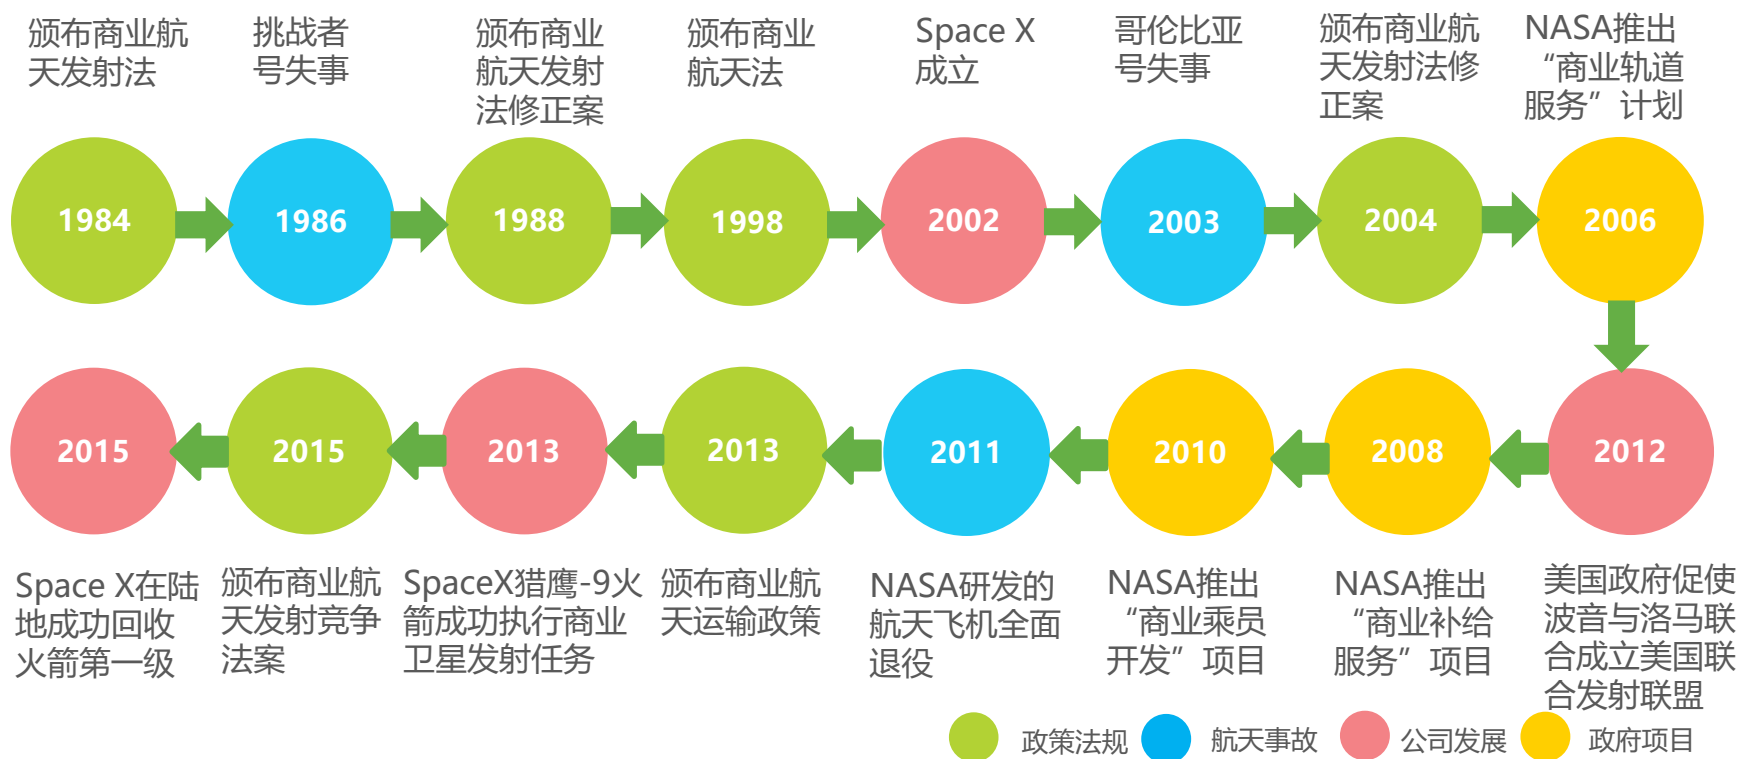 颁布商业航
天发射法
挑战者
号失事
颁布商业
航天发射
法修正案
颁布商业
航天法
Space X
成立
哥伦比亚
号失事
颁布商业航
天发射法修
正案
NASA推出
“商业轨道
服务”计划
1984
1986
1988
1998
2002
2003
2004
2006
2015
2015
2013
2013
2011
2010
2008
2012
Space X在陆
地成功回收
火箭第一级
颁布商业航
天发射竞争
法案
SpaceX猎鹰-9火
箭成功执行商业
卫星发射任务
颁布商业航
天运输政策
NASA研发的
航天飞机全面
退役
NASA推出
“商业乘员
开发”项目
NASA推出
“商业补给
服务”项目
美国政府促使
波音与洛马联
合成立美国联
合发射联盟
政策法规
航天事故
公司发展
政府项目